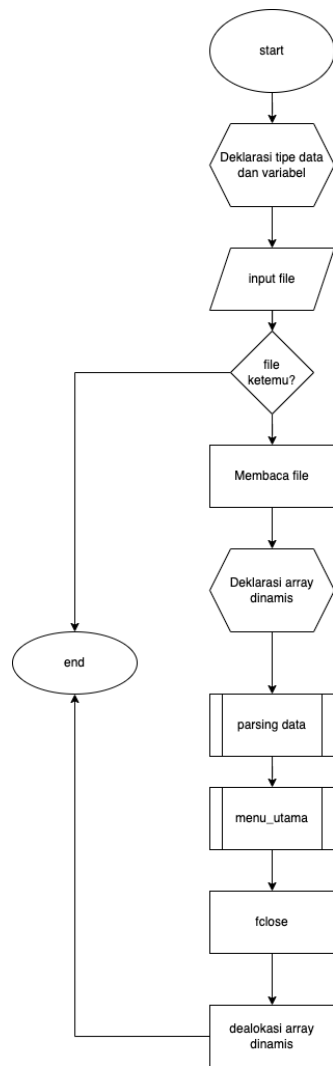 start
Deklarasi tipe data
dan variabel
input file
file
ketemu?
Membaca file
Deklarasi array
dinamis
end
parsing data
menu_utama
fclose
dealokasi array
dinamis